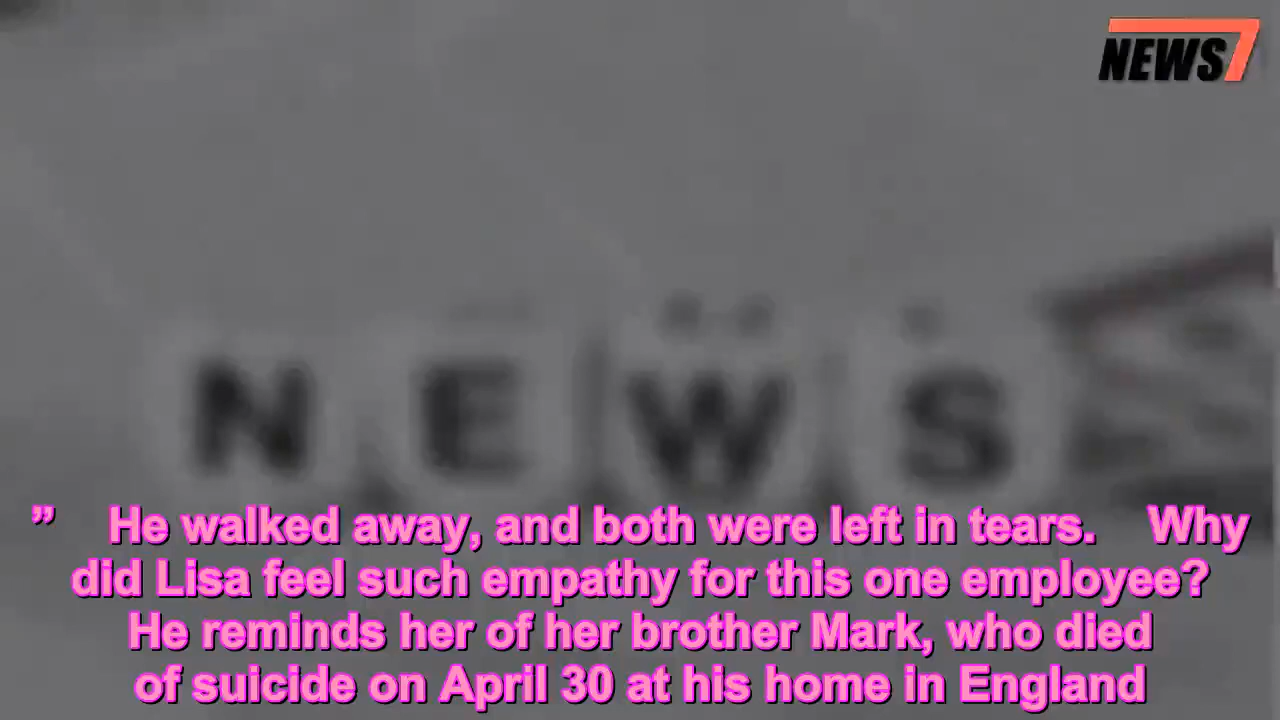 NEWS7
NEWS
” He walked away, and both were left in tears. Why
did Lisa feel such empathy for this one employee?
He reminds her of her brother Mark, who died
of suicide on April 30 at his home in England